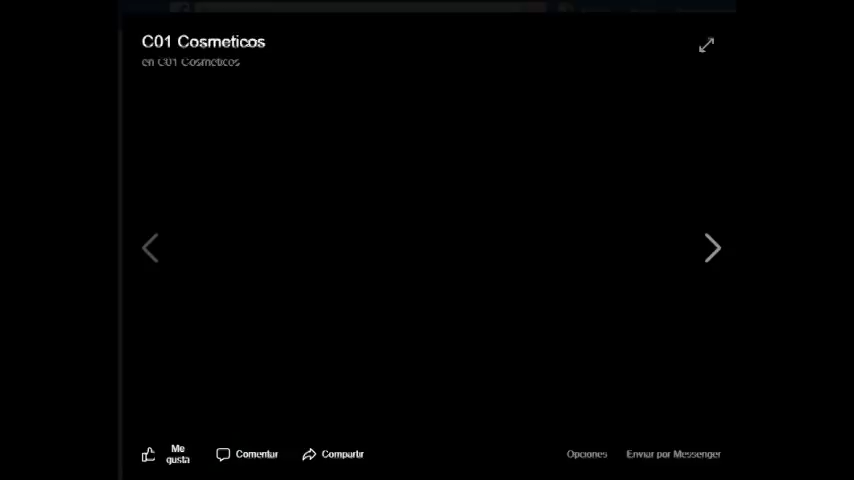 C01 Cosmeticos
en C01 Cosmeticos
Me gusta
Comentar
Compartir
Opciones
Enviar por Messenger